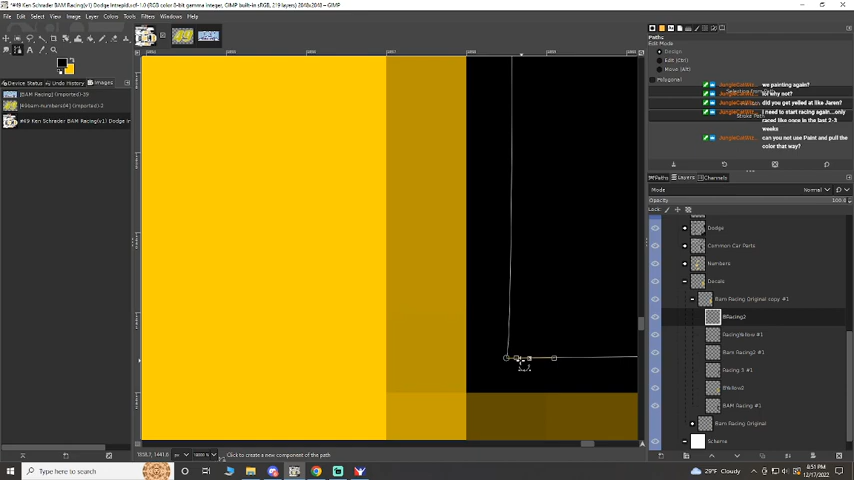 *#49 Ken Schrader BAM Racing(v1) Dodge Intrepid.xcf-1.0 (RGB color 8-bit gamma integer, GIMP built-in sRGB, 219 layers) 2048x2048 – GIMP
File Edit Select View Image Layer Colors Tools Filters Windows Help
Paths
Edit Mode
Design
Edit (Ctrl)
Move (Alt)
Polygonal
Device Status Undo History Images
[BAM Racing] (imported)-3
#49bam numbers04] (imported)-2
#49 Ken Schrader BAM Racing(v1) Dodge In
we painting again?
lol why not?
did you get yelled at like Jaren?
I need to start racing again....only
raced like once in the last 2-3
weeks
can you not use Paint and pull the
color that way?
Stroke Path
Paths Layers Channels
Mode Normal
Opacity 100.0
Lock:
Dodge
Common Car Parts
Numbers
Decals
Bam Racing Original copy #1
BRacing2
RacingYellow #1
Bam Racing2 #1
Racing 3 #1
BYellow2
BAM Racing #1
Bam Racing Original
Scheme
px
Click to create a new component of the path
Type here to search
29°F Cloudy
8:51 PM
12/17/2022